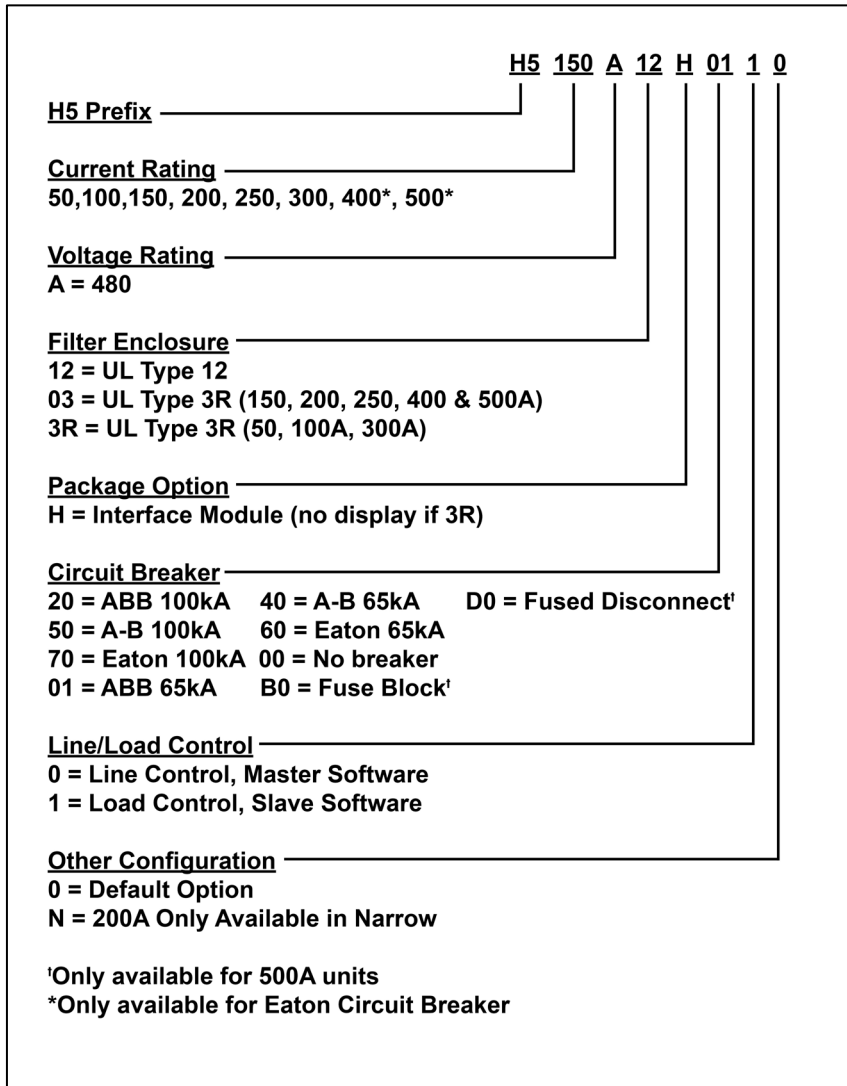 H5 150 A 12 H 01 1 0
H5 Prefix
Current Rating
50,100,150, 200, 250, 300, 400*, 500*
Voltage Rating
A = 480
Filter Enclosure
12 = UL Type 12
03 = UL Type 3R (150, 200, 250, 400 & 500A)
3R = UL Type 3R (50, 100A, 300A)
Package Option
H = Interface Module (no display if 3R)
Circuit Breaker
20 = ABB 100kA 40 = A-B 65kA D0 = Fused Disconnect†
50 = A-B 100kA 60 = Eaton 65kA
70 = Eaton 100kA 00 = No breaker
01 = ABB 65kA B0 = Fuse Block†
Line/Load Control
0 = Line Control, Master Software
1 = Load Control, Slave Software
Other Configuration
0 = Default Option
N = 200A Only Available in Narrow
†Only available for 500A units
*Only available for Eaton Circuit Breaker